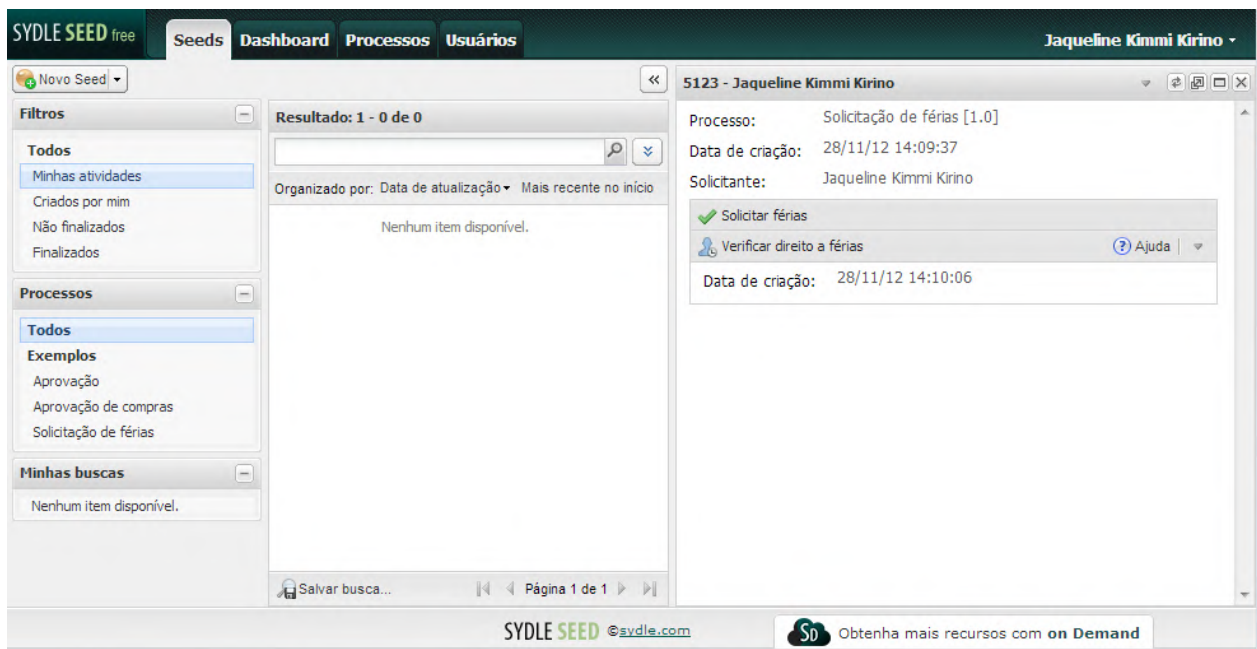 SYDLE SEED free
Seeds Dashboard Processos Usuários
Jaqueline Kimmi Kirino
Novo Seed
Filtros
Todos
Minhas atividades
Criados por mim
Não finalizados
Finalizados
Processos
Todos
Exemplos
Aprovação
Aprovação de compras
Solicitação de férias
Minhas buscas
Nenhum item disponível.
Resultado: 1 - 0 de 0
Organizado por: Data de atualização Mais recente no início
Nenhum item disponível.
Salvar busca... Página 1 de 1
5123 - Jaqueline Kimmi Kirino
Processo: Solicitação de férias [1.0]
Data de criação: 28/11/12 14:09:37
Solicitante: Jaqueline Kimmi Kirino
Solicitar férias
Verificar direito a férias ? Ajuda
Data de criação: 28/11/12 14:10:06
SYDLE SEED ©sydle.com
SD Obtenha mais recursos com on Demand